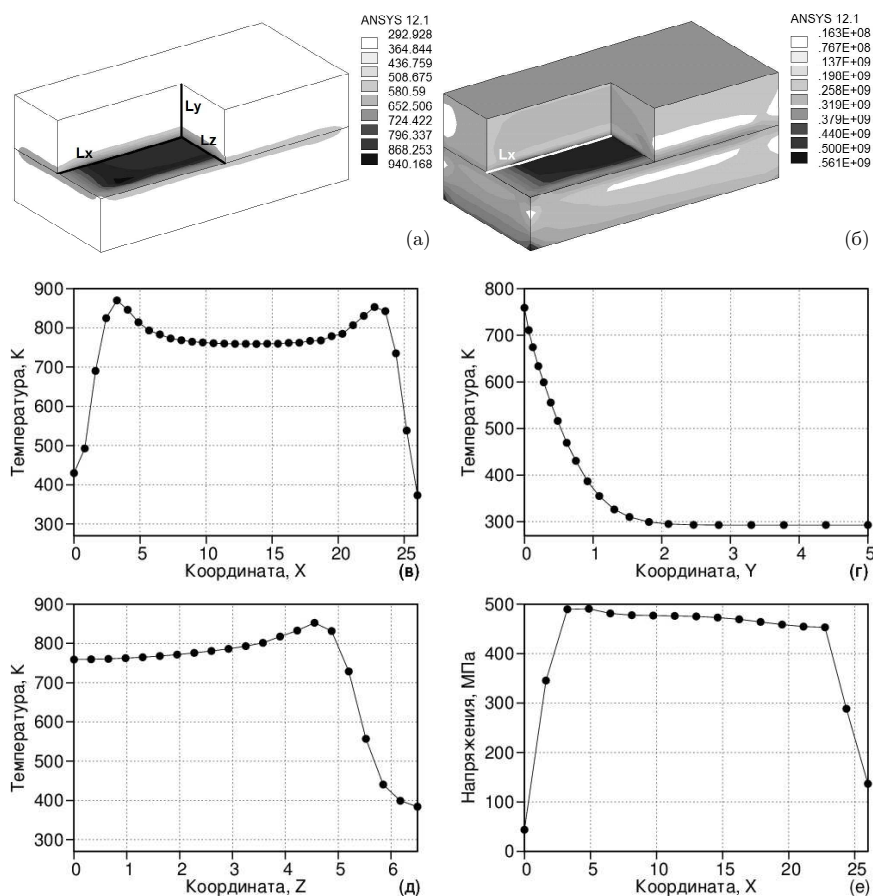 ANSYS 12.1
292.928
364.844
436.759
508.675
580.59
652.506
724.422
796.337
868.253
940.168
Ly
Lz
Lx
(а)
ANSYS 12.1
.163E+08
.767E+08
.137E+09
.198E+09
.258E+09
.319E+09
.379E+09
.440E+09
.500E+09
.561E+09
Lx
(б)
900
800
700
600
500
400
300
Температура, К
0 5 10 15 20 25
Координата, X
(в)
800
700
600
500
400
300
Температура, К
0 1 2 3 4 5
Координата, Y
(г)
900
800
700
600
500
400
300
Температура, К
0 1 2 3 4 5 6
Координата, Z
(д)
500
400
300
200
100
0
Напряжения, МПа
0 5 10 15 20 25
Координата, X
(е)